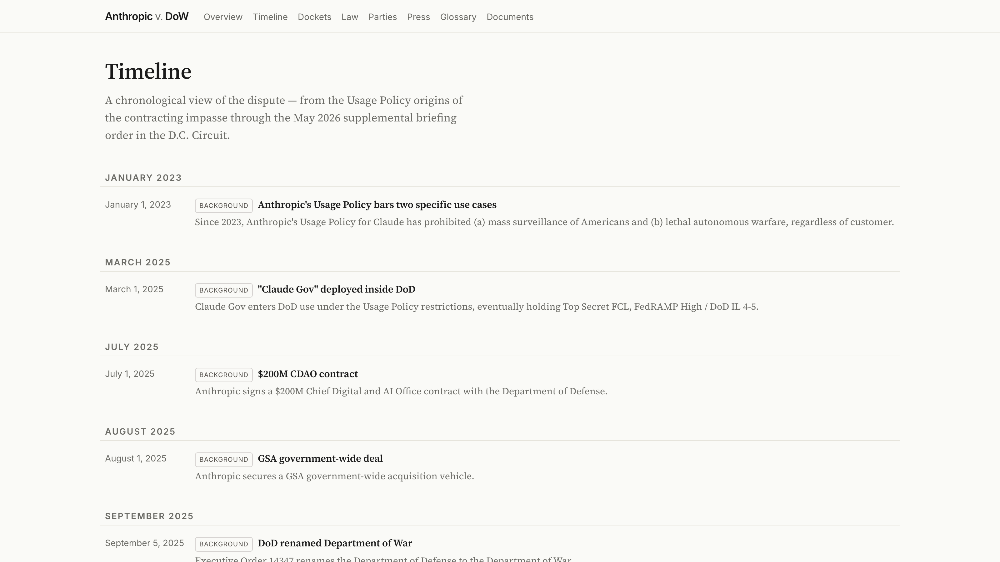 Anthropic v. DoW
Overview
Timeline
Dockets
Law
Parties
Press
Glossary
Documents
Timeline
A chronological view of the dispute — from the Usage Policy origins of
the contracting impasse through the May 2026 supplemental briefing
order in the D.C. Circuit.
JANUARY 2023
January 1, 2023
BACKGROUND Anthropic's Usage Policy bars two specific use cases
Since 2023, Anthropic's Usage Policy for Claude has prohibited (a) mass surveillance of Americans and (b) lethal autonomous warfare, regardless of customer.
MARCH 2025
March 1, 2025
BACKGROUND "Claude Gov" deployed inside DoD
Claude Gov enters DoD use under the Usage Policy restrictions, eventually holding Top Secret FCL, FedRAMP High / DoD IL 4-5.
JULY 2025
July 1, 2025
BACKGROUND $200M CDAO contract
Anthropic signs a $200M Chief Digital and AI Office contract with the Department of Defense.
AUGUST 2025
August 1, 2025
BACKGROUND GSA government-wide deal
Anthropic secures a GSA government-wide acquisition vehicle.
SEPTEMBER 2025
September 5, 2025
BACKGROUND DoD renamed Department of War
Executive Order 14347 renames the Department of Defense to the Department of War.